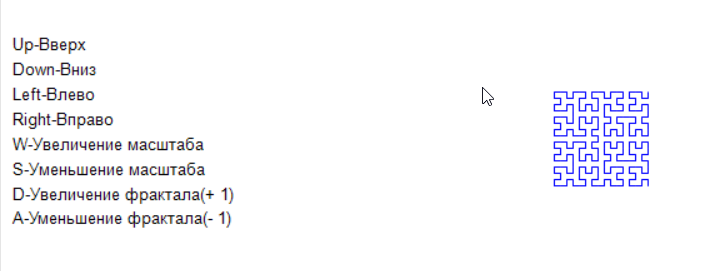 Up-Вверх
Down-Вниз
Left-Влево
Right-Вправо
W-Увеличение масштаба
S-Уменьшение масштаба
D-Увеличение фрактала(+ 1)
A-Уменьшение фрактала(- 1)